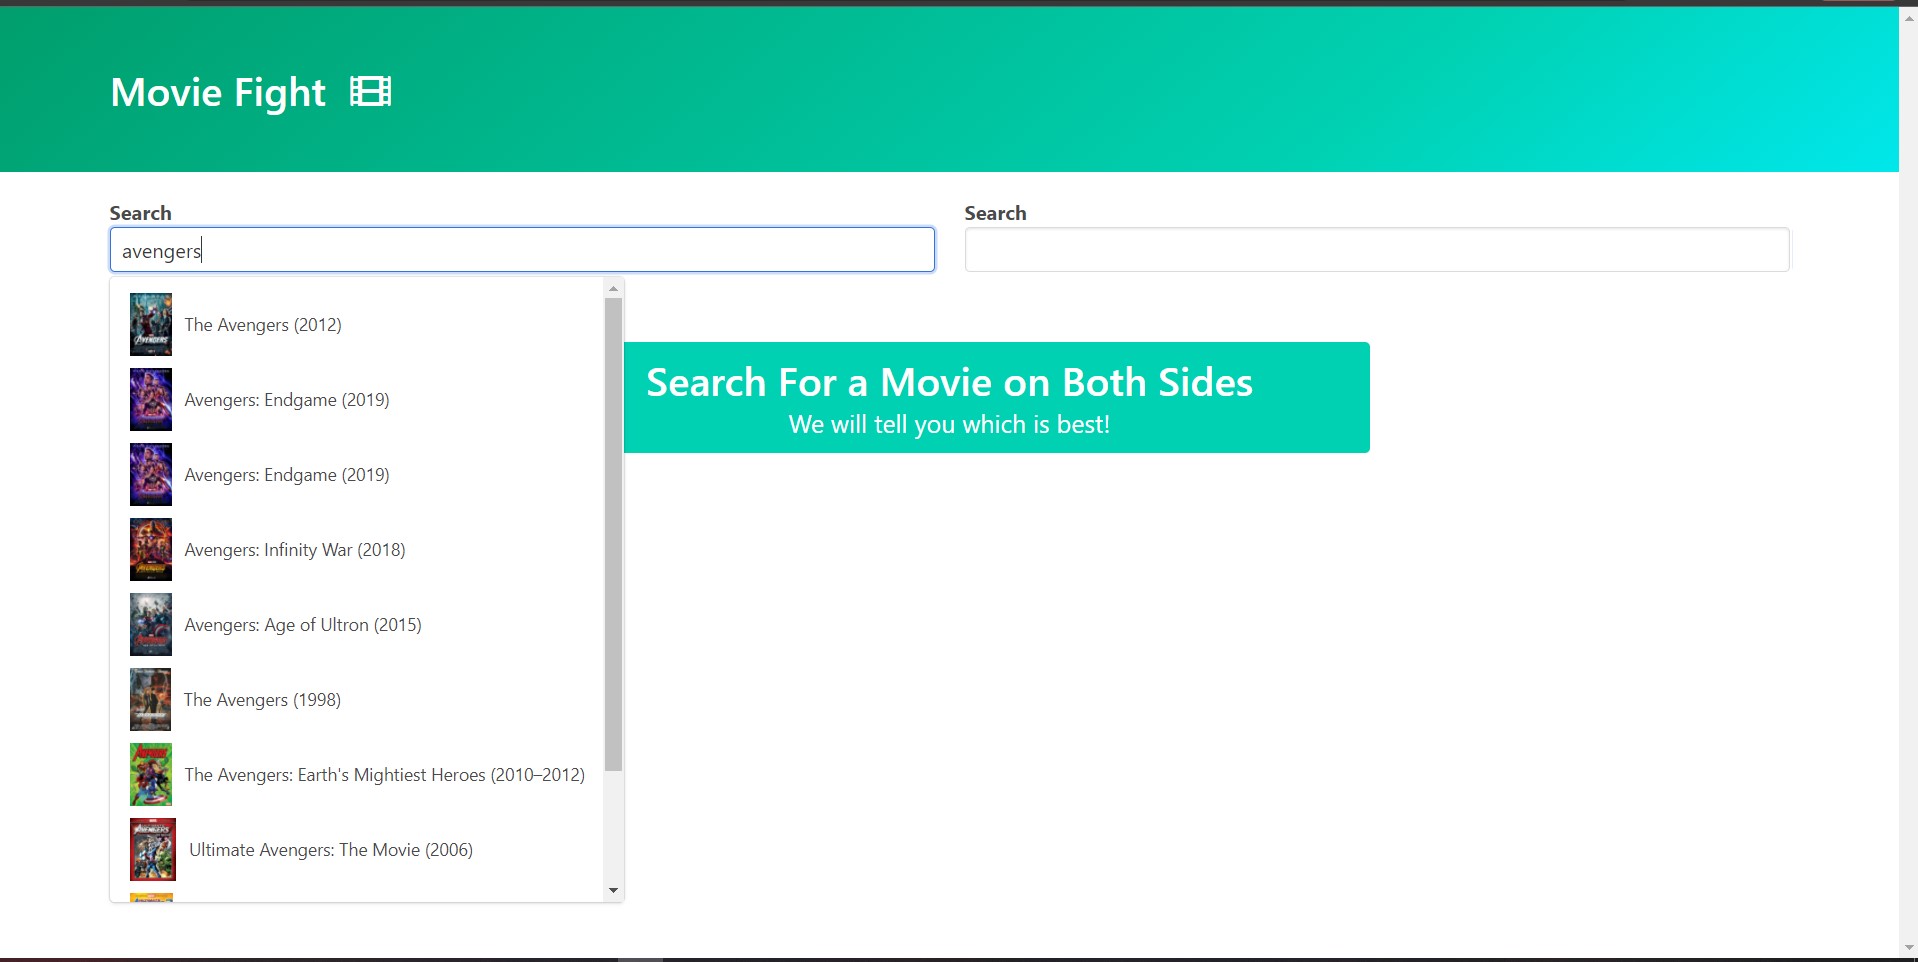 Movie Fight
Search
Search
avengers
The Avengers (2012)
Avengers: Endgame (2019)
Avengers: Endgame (2019)
Avengers: Infinity War (2018)
Avengers: Age of Ultron (2015)
The Avengers (1998)
The Avengers: Earth's Mightiest Heroes (2010–2012)
Ultimate Avengers: The Movie (2006)
Search For a Movie on Both Sides
We will tell you which is best!